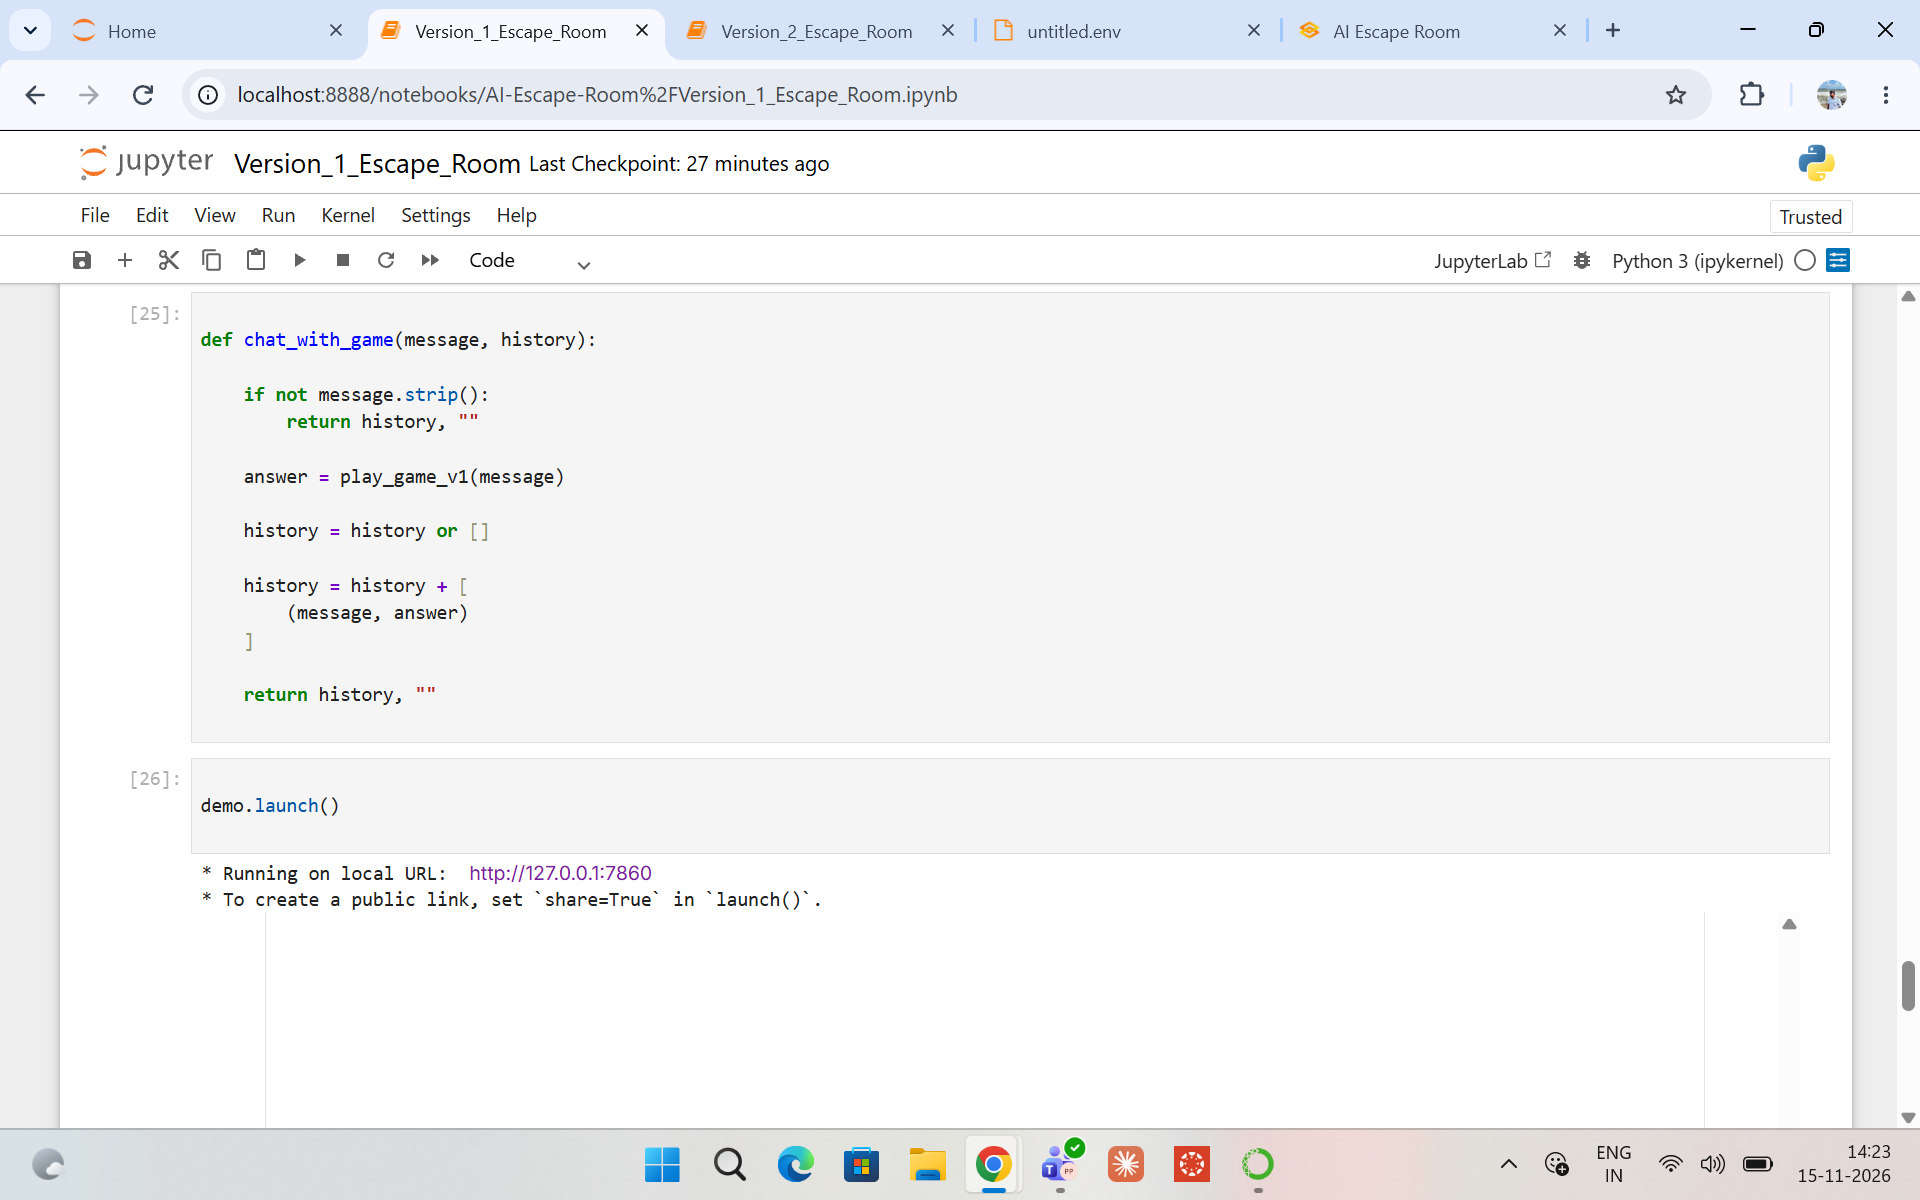 Home
Version_1_Escape_Room
Version_2_Escape_Room
untitled.env
AI Escape Room
localhost:8888/notebooks/AI-Escape-Room%2FVersion_1_Escape_Room.ipynb
jupyter Version_1_Escape_Room Last Checkpoint: 27 minutes ago
File Edit View Run Kernel Settings Help
Trusted
Code
JupyterLab
Python 3 (ipykernel)
[25]:
def chat_with_game(message, history):
if not message.strip():
return history, ""
answer = play_game_v1(message)
history = history or []
history = history + [
(message, answer)
]
return history, ""
[26]:
demo.launch()
* Running on local URL: http://127.0.0.1:7860
* To create a public link, set `share=True` in `launch()`.
T
PP
ENG
IN
14:23
15-11-2026